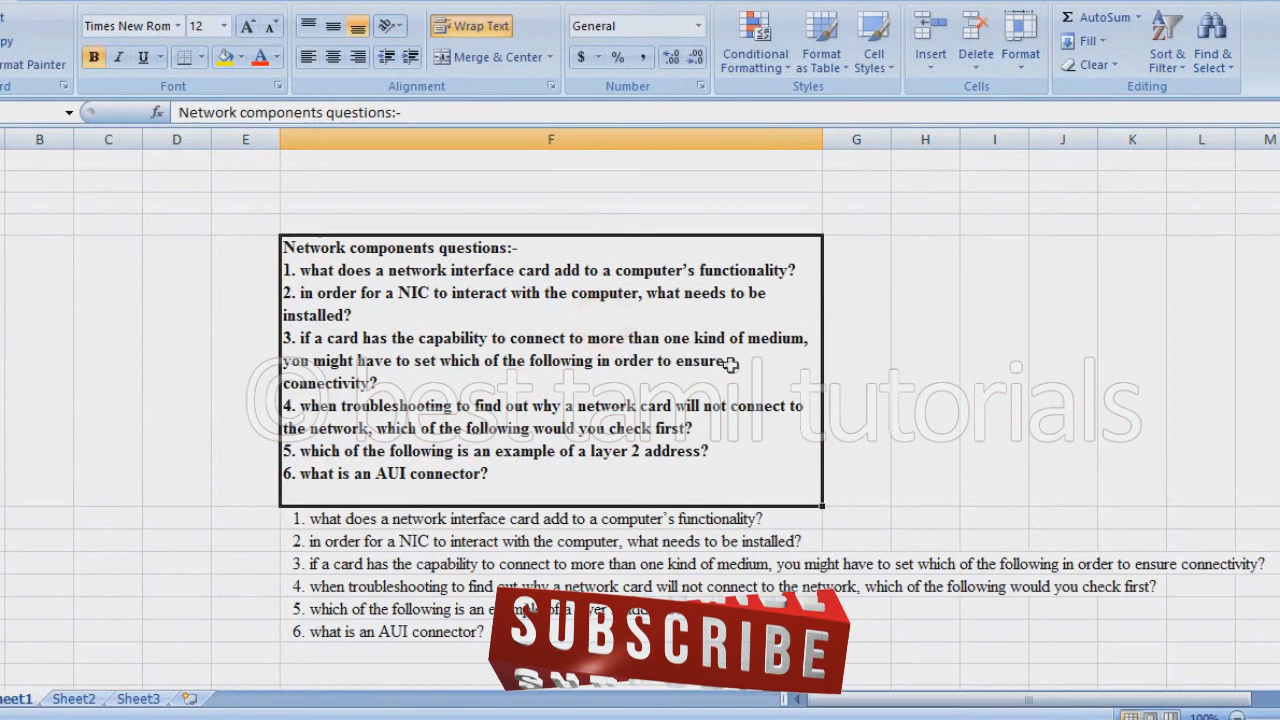 Times New Rom 12 Wrap Text General Σ AutoSum
Fill
Clear
opy
rmat Painter
B I U
Merge & Center
$ % ,
Conditional Formatting
Format as Table
Cell Styles
Insert Delete Format
Sort & Filter
Find & Select
Font Alignment Number Styles Cells Editing
fx Network components questions:-
B C D E F G H I J K L M
Network components questions:-
1. what does a network interface card add to a computer’s functionality?
2. in order for a NIC to interact with the computer, what needs to be
installed?
3. if a card has the capability to connect to more than one kind of medium,
you might have to set which of the following in order to ensure
connectivity?
4. when troubleshooting to find out why a network card will not connect to
the network, which of the following would you check first?
5. which of the following is an example of a layer 2 address?
6. what is an AUI connector?
© best tamil tutorials
1. what does a network interface card add to a computer’s functionality?
2. in order for a NIC to interact with the computer, what needs to be installed?
3. if a card has the capability to connect to more than one kind of medium, you might have to set which of the following in order to ensure connectivity?
4. when troubleshooting to find out why a network card will not connect to the network, which of the following would you check first?
5. which of the following is an example of a layer
6. what is an AUI connector?
SUBSCRIBE
heet1 Sheet2 Sheet3
100%